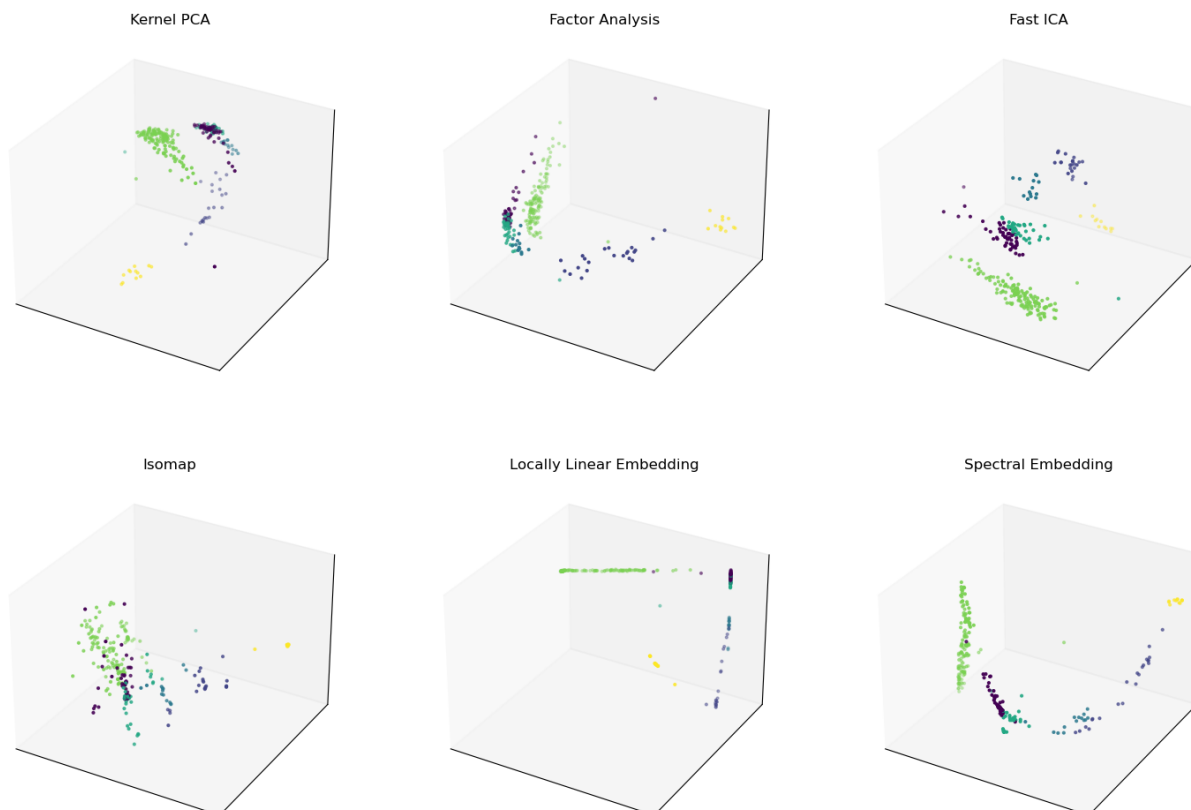 Kernel PCA
Factor Analysis
Fast ICA
Isomap
Locally Linear Embedding
Spectral Embedding